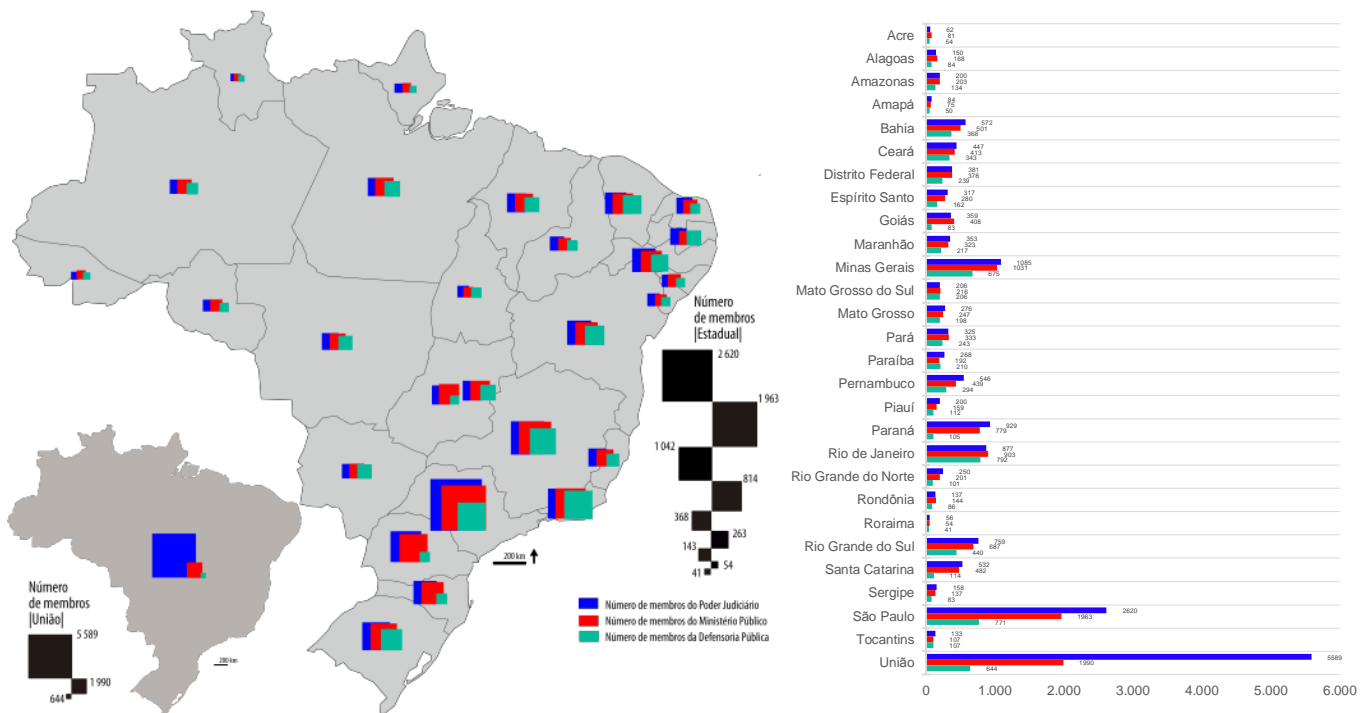 Número
de membros
|Estadual|
2 620
1 963
1 042
814
368
263
143
54
41
200 km
Número de membros do Poder Judiciário
Número de membros do Ministério Público
Número de membros da Defensoria Pública
Número
de membros
|União|
5 589
1 990
644
200 km
Acre
62
81
54
Alagoas
150
168
84
Amazonas
200
203
134
Amapá
84
75
50
Bahia
572
501
368
Ceará
447
413
343
Distrito Federal
381
378
239
Espírito Santo
317
280
162
Goiás
359
408
83
Maranhão
353
323
217
Minas Gerais
1085
1031
675
Mato Grosso do Sul
206
216
206
Mato Grosso
276
247
198
Pará
325
333
243
Paraíba
268
192
210
Pernambuco
546
439
294
Piauí
200
159
112
Paraná
929
779
105
Rio de Janeiro
877
903
792
Rio Grande do Norte
250
201
101
Rondônia
137
144
86
Roraima
56
54
41
Rio Grande do Sul
759
687
440
Santa Catarina
532
482
114
Sergipe
158
137
83
São Paulo
2620
1963
771
Tocantins
133
107
107
União
5589
1990
644
0 1.000 2.000 3.000 4.000 5.000 6.000